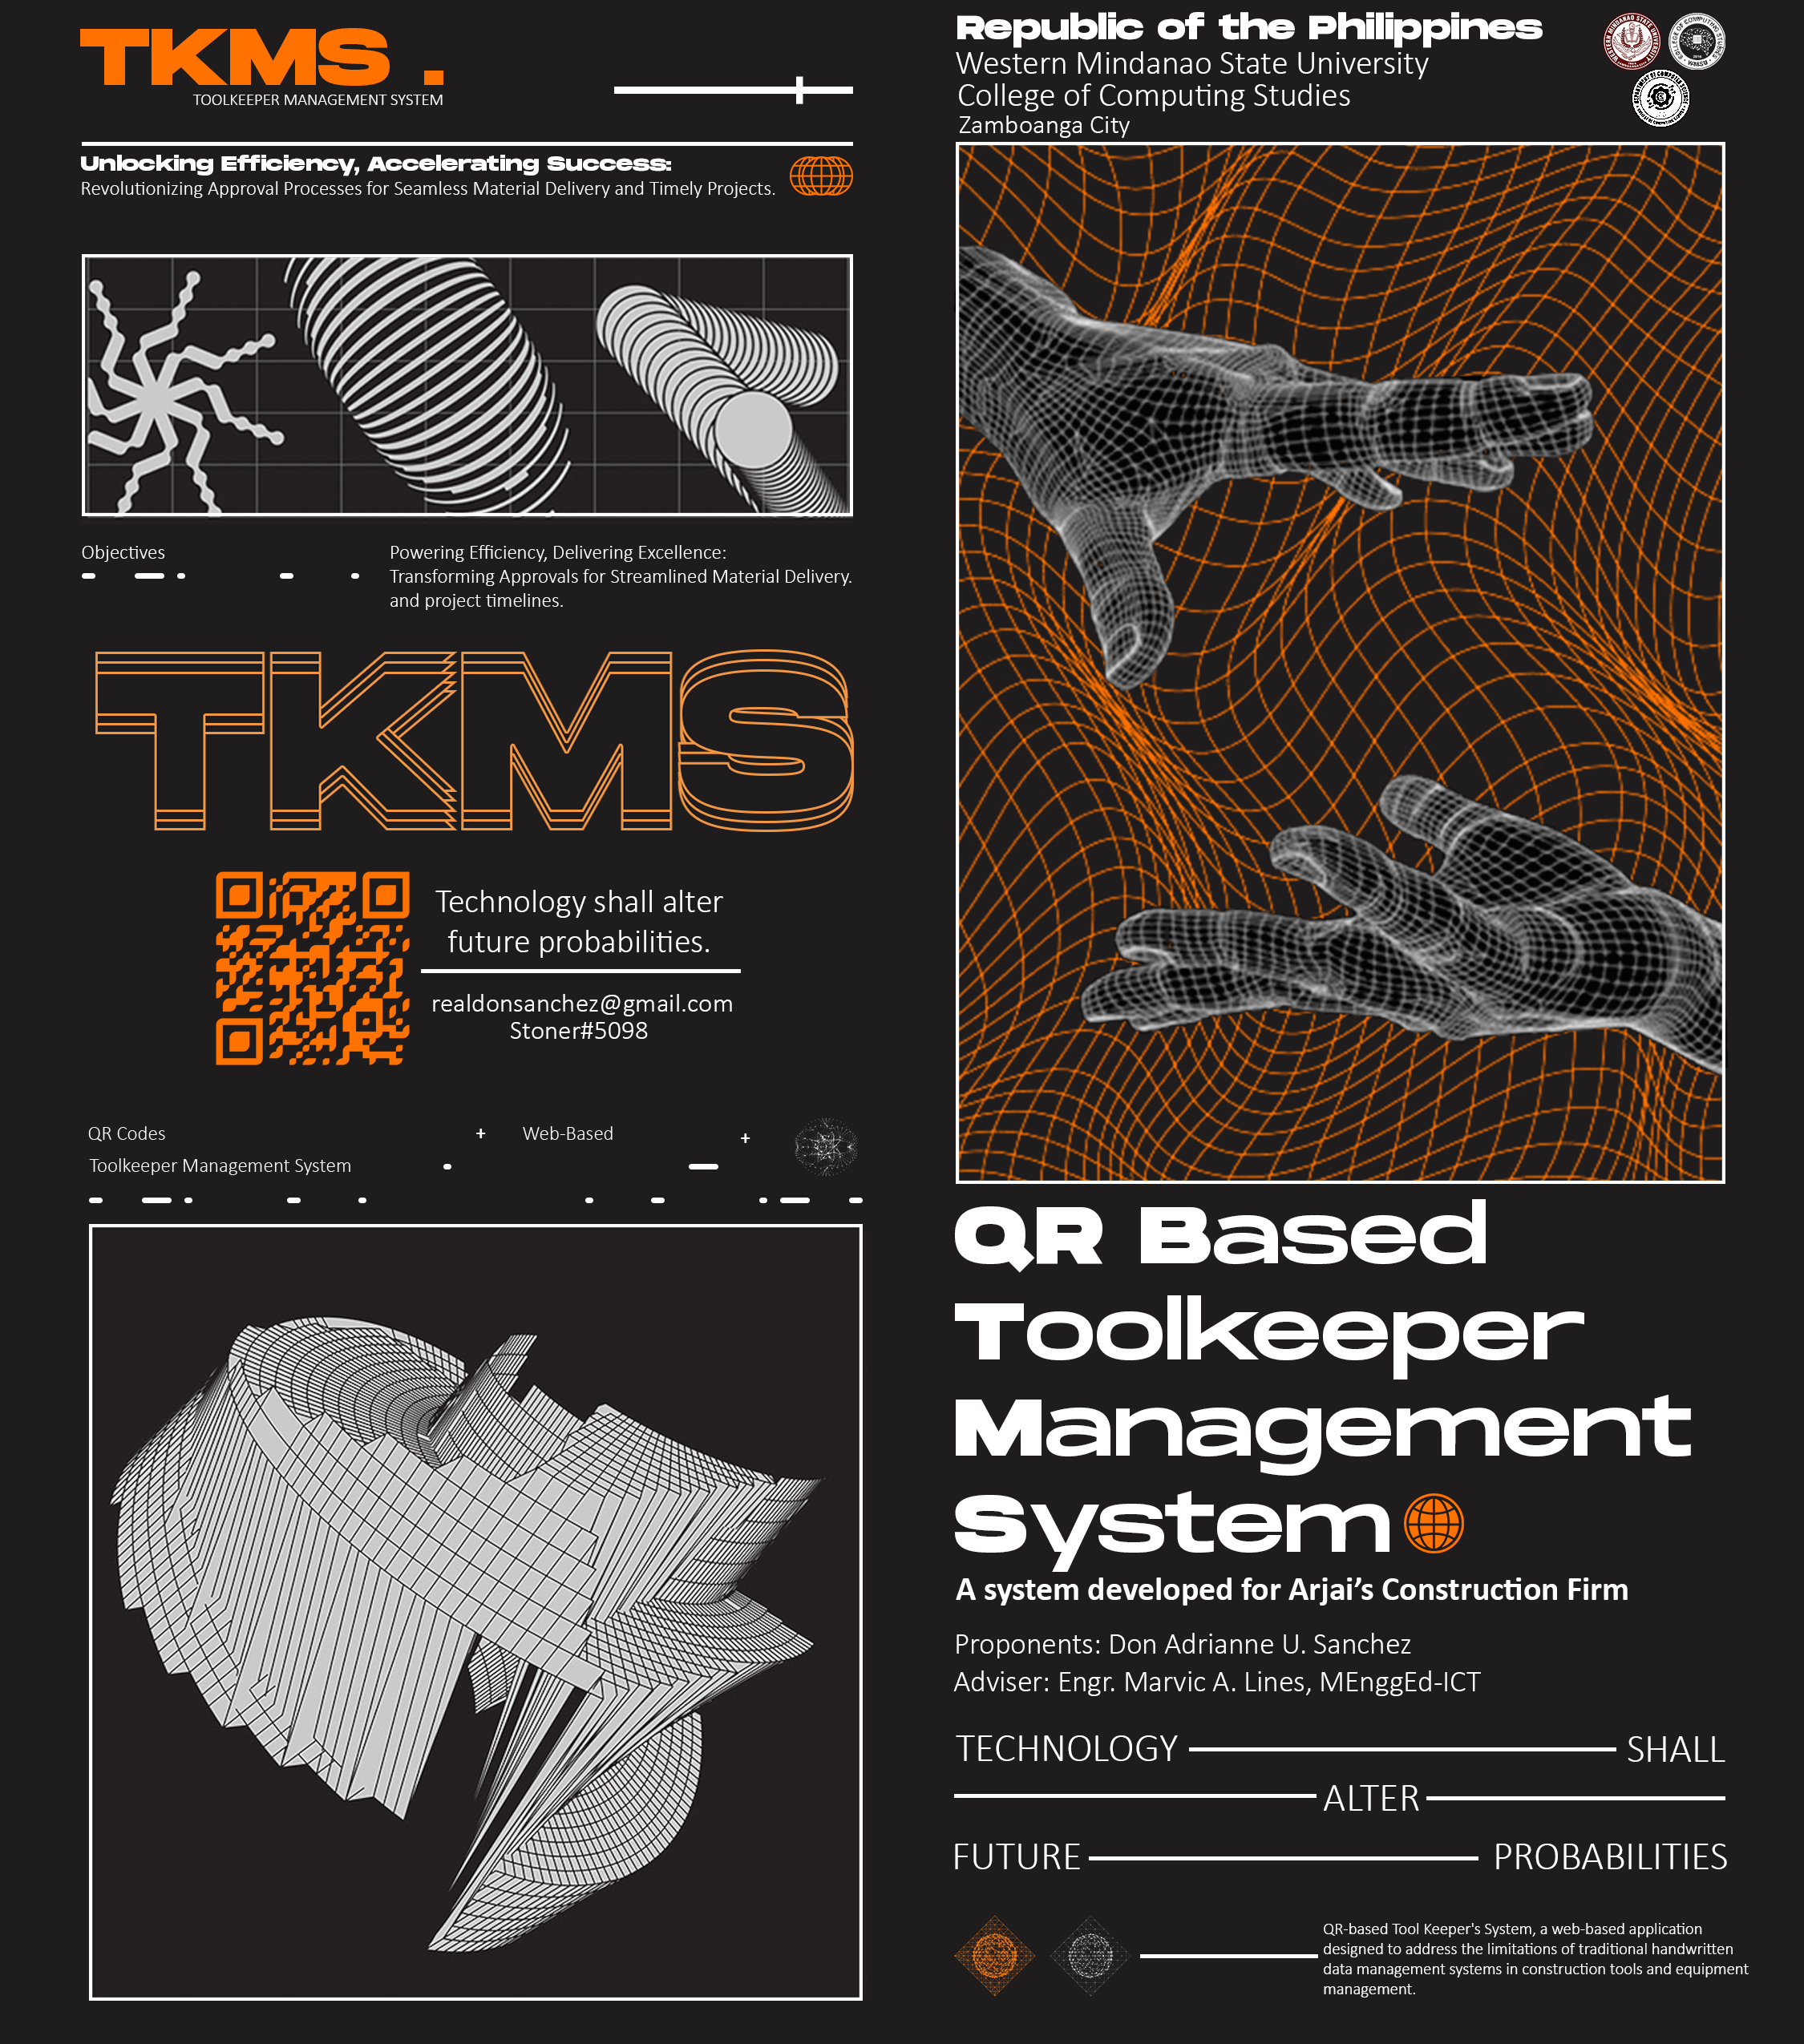 TKMS .
TOOLKEEPER MANAGEMENT SYSTEM
Unlocking Efficiency, Accelerating Success:
Revolutionizing Approval Processes for Seamless Material Delivery and Timely Projects.
Objectives
Powering Efficiency, Delivering Excellence:
Transforming Approvals for Streamlined Material Delivery.
and project timelines.
TKMS
Technology shall alter
future probabilities.
realdonsanchez@gmail.com
Stoner#5098
QR Codes
+ Web-Based +
Toolkeeper Management System
Republic of the Philippines
Western Mindanao State University
College of Computing Studies
Zamboanga City
QR Based
Toolkeeper
Management
System
A system developed for Arjai’s Construction Firm
Proponents: Don Adrianne U. Sanchez
Adviser: Engr. Marvic A. Lines, MEnggEd-ICT
TECHNOLOGY SHALL
ALTER
FUTURE PROBABILITIES
QR-based Tool Keeper's System, a web-based application
designed to address the limitations of traditional handwritten
data management systems in construction tools and equipment
management.